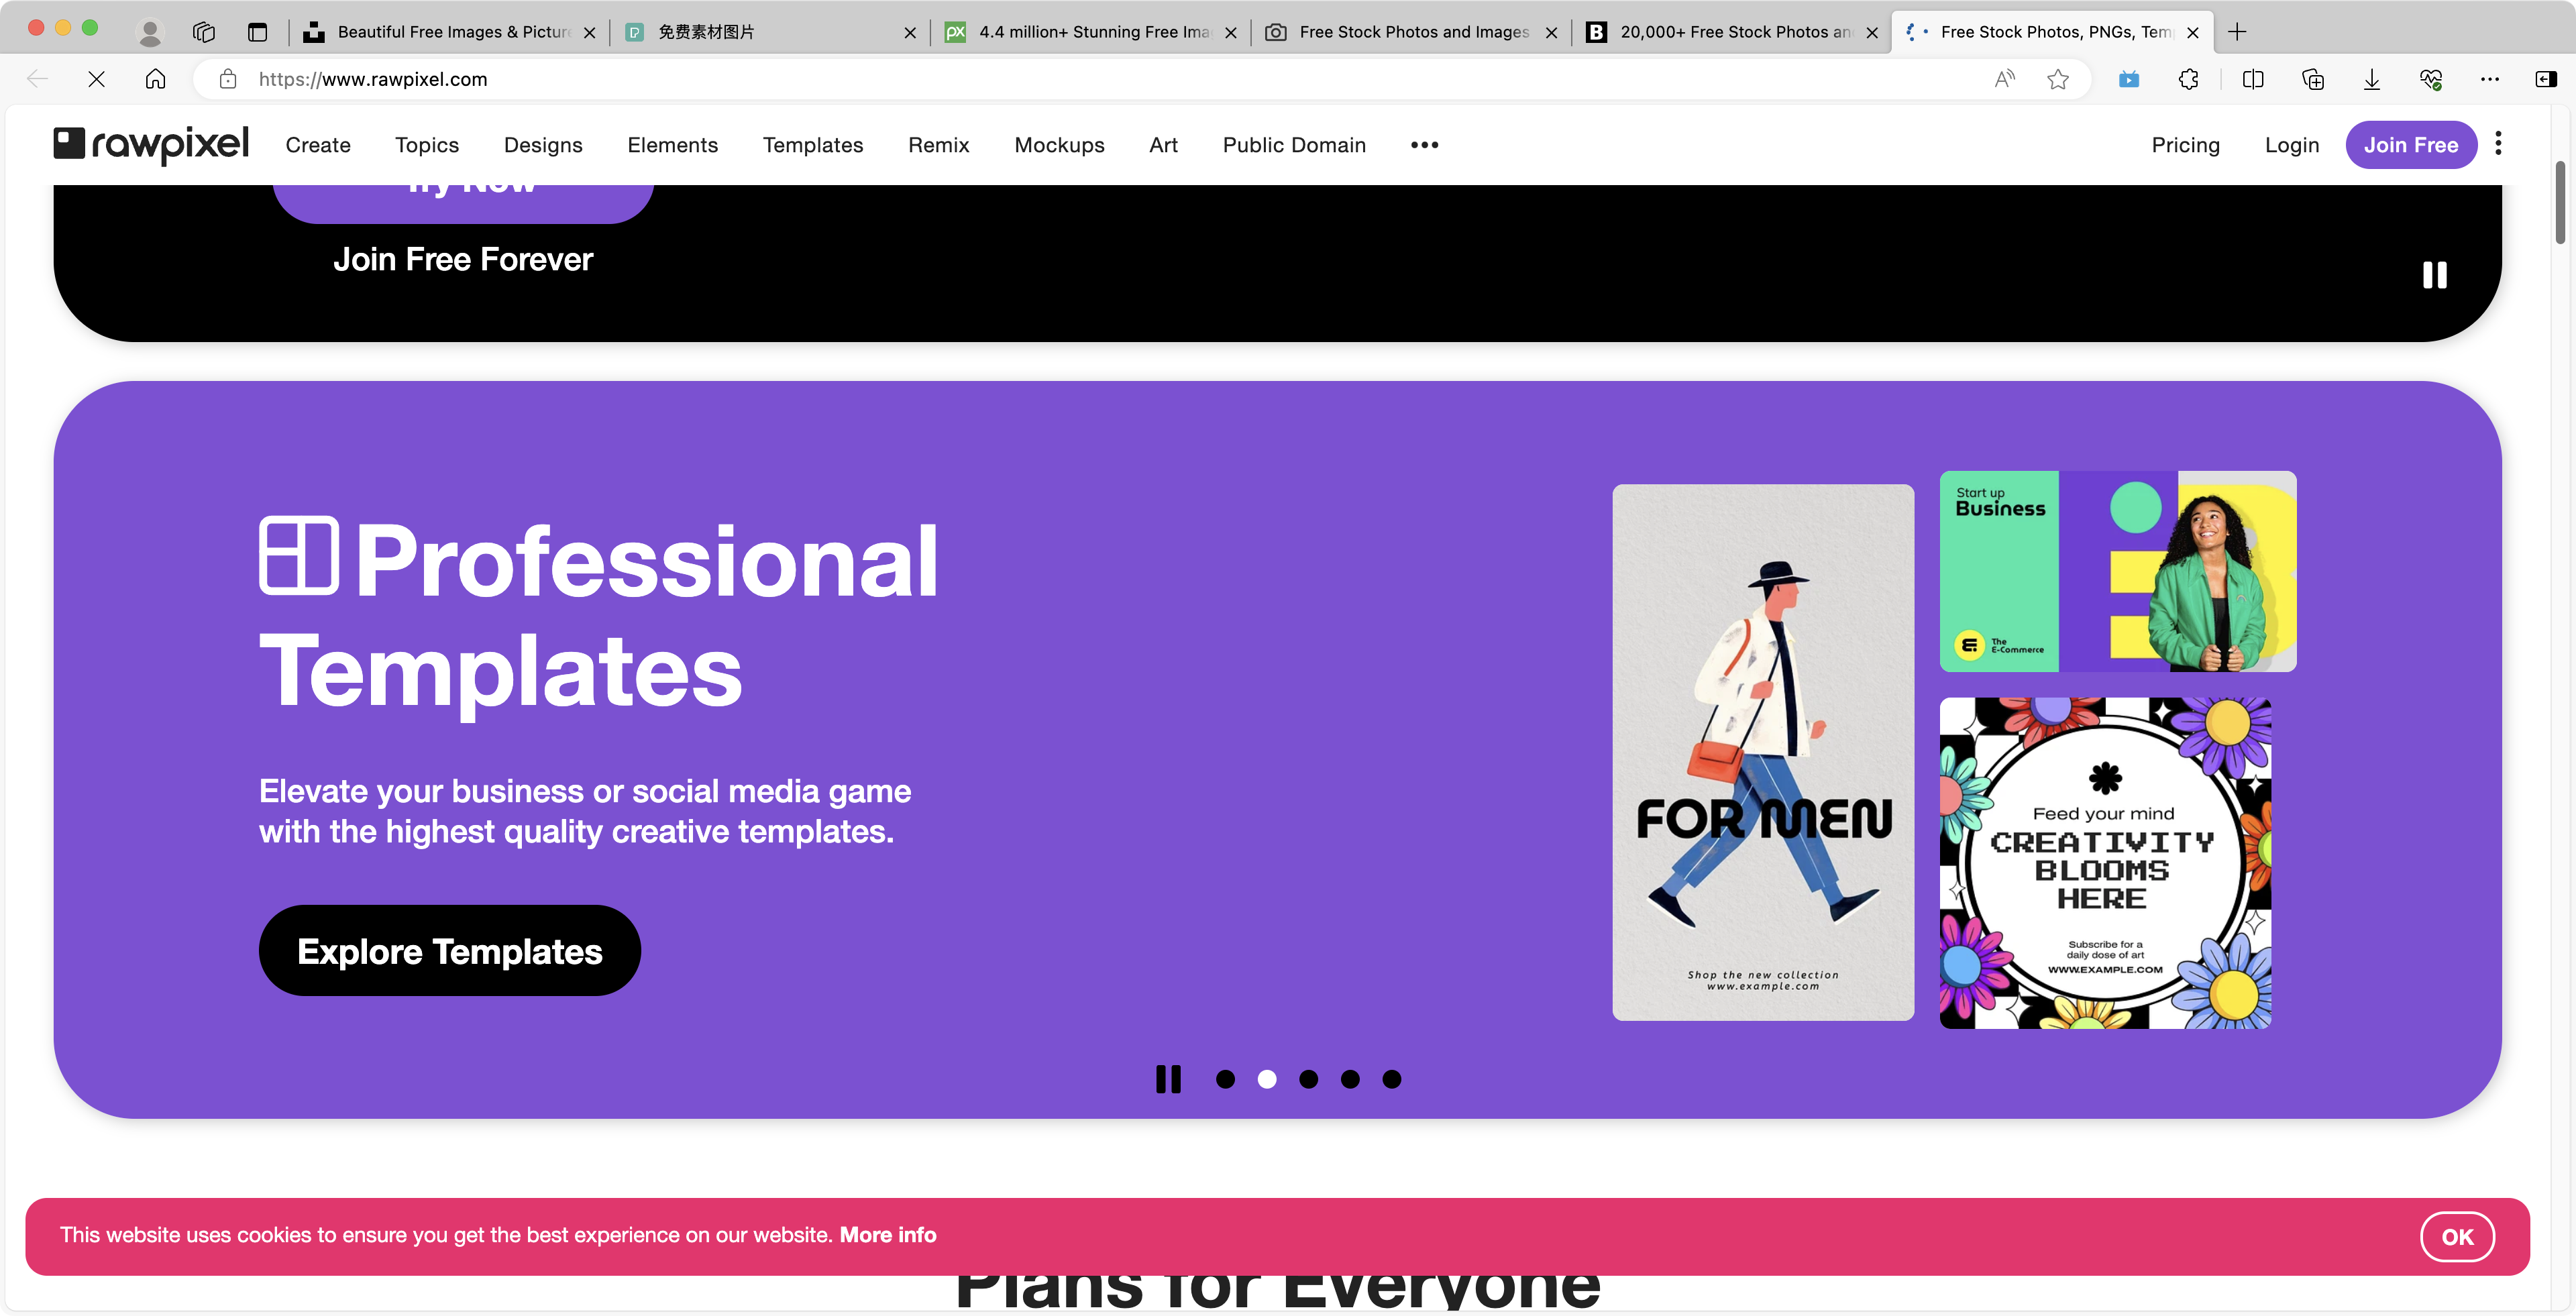 Beautiful Free Images & Pictur
免费素材图片
4.4 million+ Stunning Free Ima
Free Stock Photos and Images
20,000+ Free Stock Photos an
Free Stock Photos, PNGs, Tem
https://www.rawpixel.com
rawpixel
Create
Topics
Designs
Elements
Templates
Remix
Mockups
Art
Public Domain
Pricing
Login
Join Free
Try Now
Join Free Forever
Professional
Templates
Elevate your business or social media game
with the highest quality creative templates.
Explore Templates
FOR MEN
Shop the new collection
www.example.com
Start up
Business
The
E-Commerce
Feed your mind
CREATIVITY
BLOOMS
HERE
Subscribe for a
daily dose of art
WWW.EXAMPLE.COM
This website uses cookies to ensure you get the best experience on our website. More info
OK
Plans for Everyone